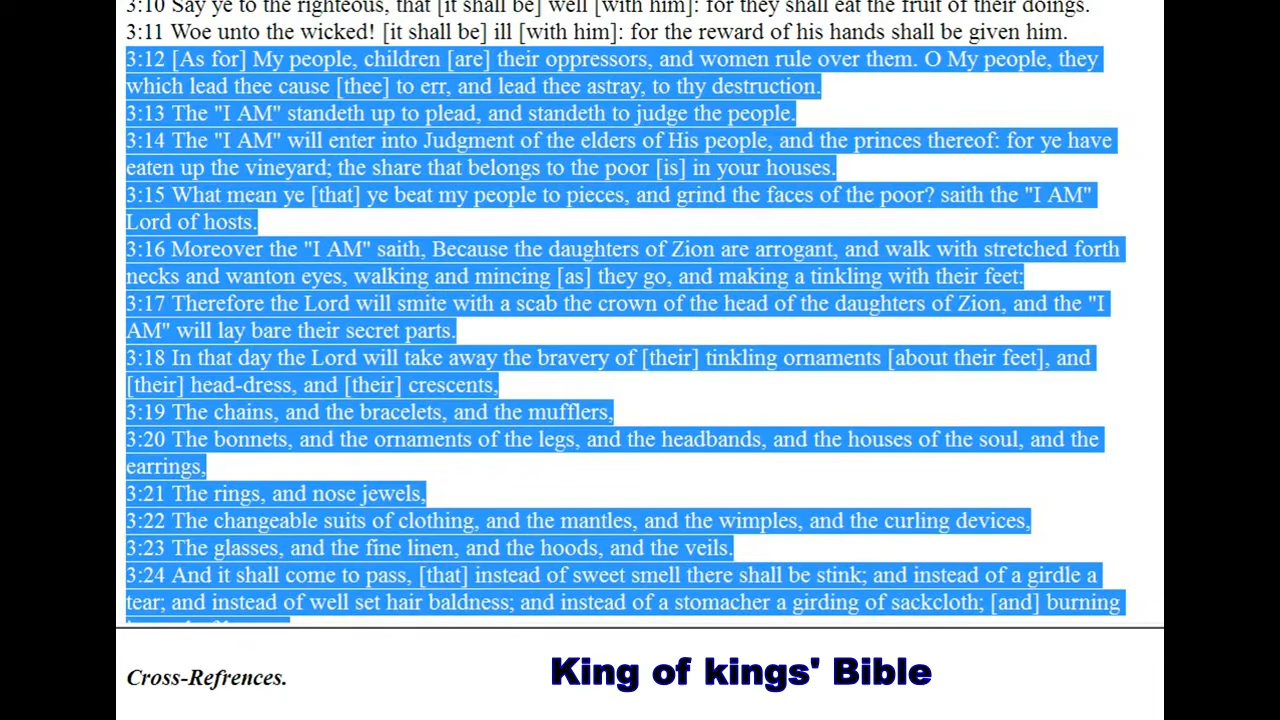 3:10 Say ye to the righteous, that [it shall be] well [with him]: for they shall eat the fruit of their doings.
3:11 Woe unto the wicked! [it shall be] ill [with him]: for the reward of his hands shall be given him.
3:12 [As for] My people, children [are] their oppressors, and women rule over them. O My people, they
which lead thee cause [thee] to err, and lead thee astray, to thy destruction.
3:13 The "I AM" standeth up to plead, and standeth to judge the people.
3:14 The "I AM" will enter into Judgment of the elders of His people, and the princes thereof: for ye have
eaten up the vineyard; the share that belongs to the poor [is] in your houses.
3:15 What mean ye [that] ye beat my people to pieces, and grind the faces of the poor? saith the "I AM"
Lord of hosts.
3:16 Moreover the "I AM" saith, Because the daughters of Zion are arrogant, and walk with stretched forth
necks and wanton eyes, walking and mincing [as] they go, and making a tinkling with their feet:
3:17 Therefore the Lord will smite with a scab the crown of the head of the daughters of Zion, and the "I
AM" will lay bare their secret parts.
3:18 In that day the Lord will take away the bravery of [their] tinkling ornaments [about their feet], and
[their] head-dress, and [their] crescents,
3:19 The chains, and the bracelets, and the mufflers,
3:20 The bonnets, and the ornaments of the legs, and the headbands, and the houses of the soul, and the
earrings,
3:21 The rings, and nose jewels,
3:22 The changeable suits of clothing, and the mantles, and the wimples, and the curling devices,
3:23 The glasses, and the fine linen, and the hoods, and the veils.
3:24 And it shall come to pass, [that] instead of sweet smell there shall be stink; and instead of a girdle a
tear; and instead of well set hair baldness; and instead of a stomacher a girding of sackcloth; [and] burning
Cross-Refrences.
King of kings' Bible